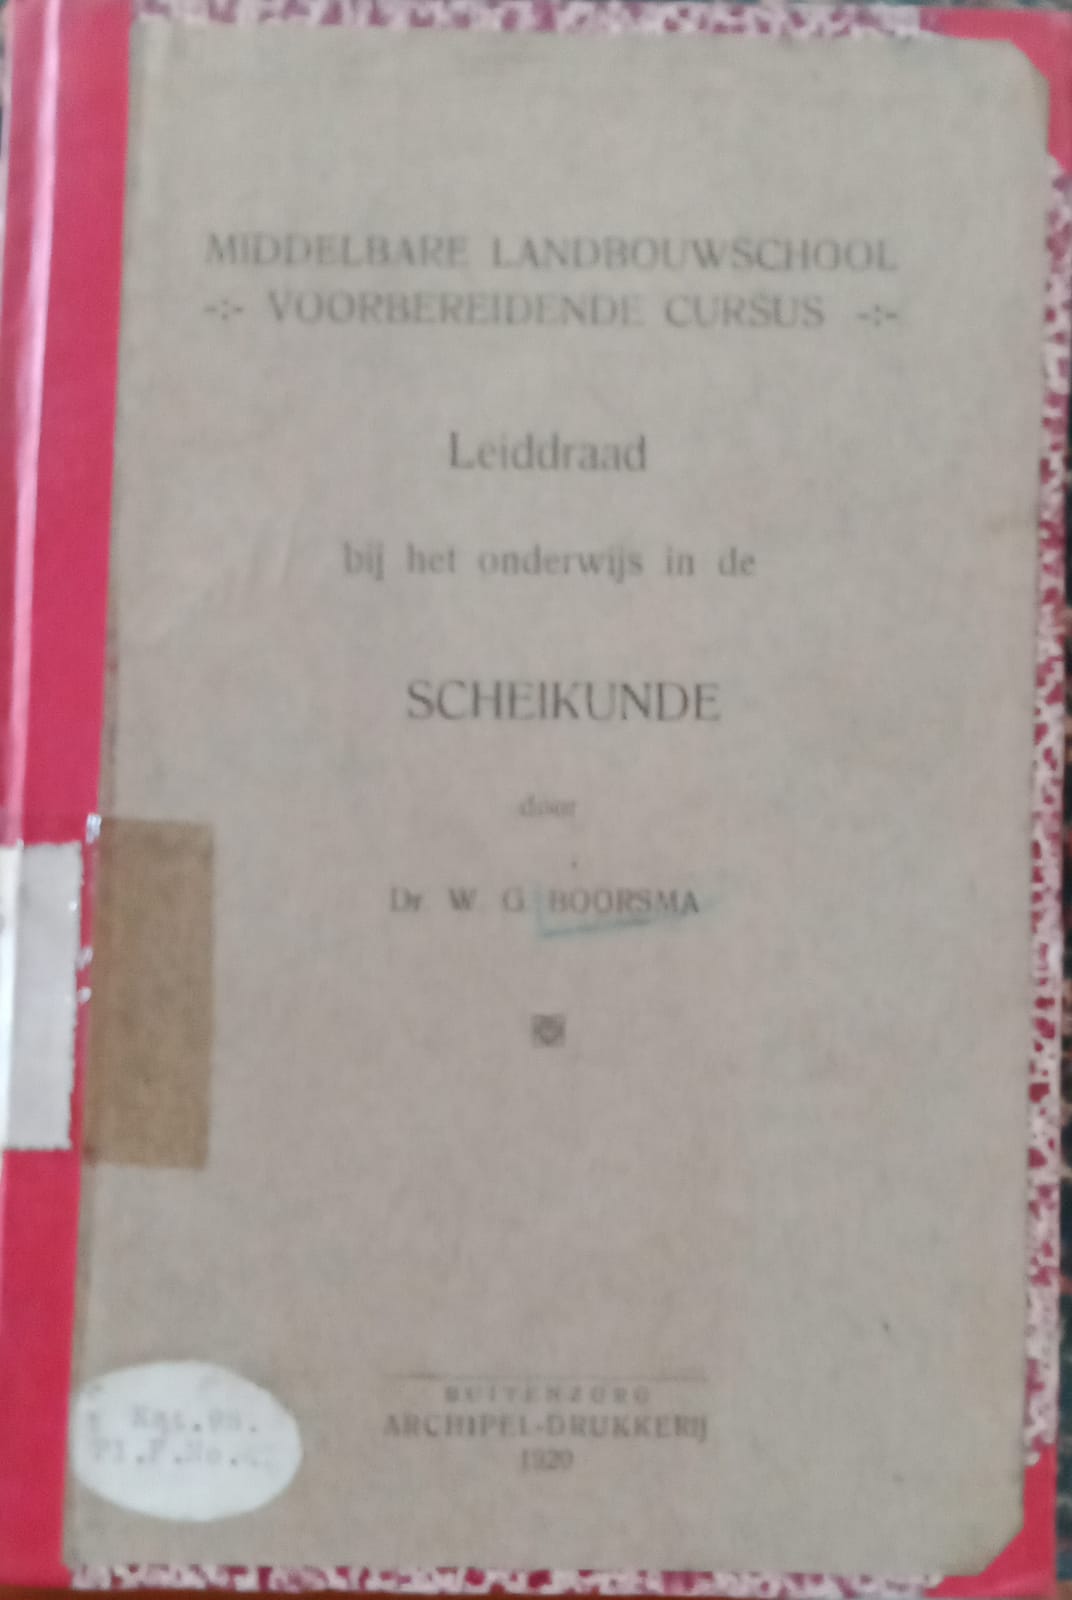 MIDDELBARE LANDBOUWSCHOOL
-:- VOORBEREIDENDE CURSUS -:-
Leiddraad
bij het onderwijs in de
SCHEIKUNDE
door
Dr. W. G. BOORSMA
BUITENZORG
ARCHIPEL-DRUKKERIJ
1920